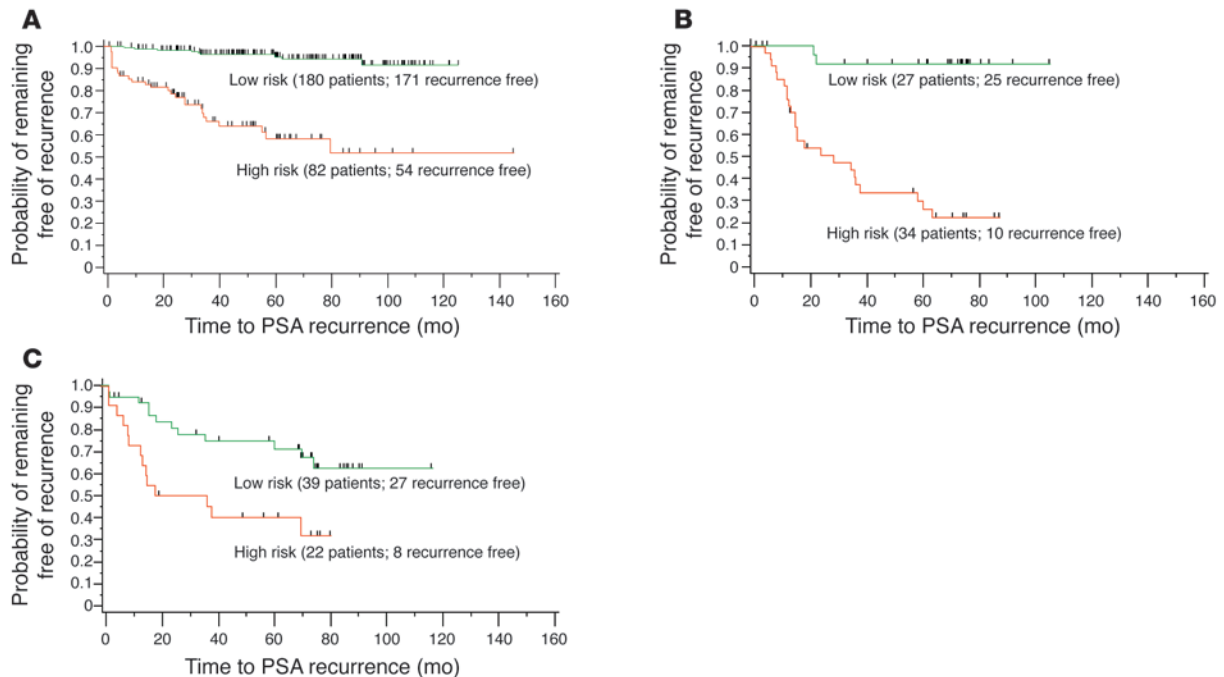 A
Probability of remaining
free of recurrence
1.0
0.9
0.8
0.7
0.6
0.5
0.4
0.3
0.2
0.1
0
Low risk (180 patients; 171 recurrence free)
High risk (82 patients; 54 recurrence free)
0 20 40 60 80 100 120 140 160
Time to PSA recurrence (mo)
B
Probability of remaining
free of recurrence
1.0
0.9
0.8
0.7
0.6
0.5
0.4
0.3
0.2
0.1
0
Low risk (27 patients; 25 recurrence free)
High risk (34 patients; 10 recurrence free)
0 20 40 60 80 100 120 140 160
Time to PSA recurrence (mo)
C
Probability of remaining
free of recurrence
1.0
0.9
0.8
0.7
0.6
0.5
0.4
0.3
0.2
0.1
0
Low risk (39 patients; 27 recurrence free)
High risk (22 patients; 8 recurrence free)
0 20 40 60 80 100 120 140 160
Time to PSA recurrence (mo)